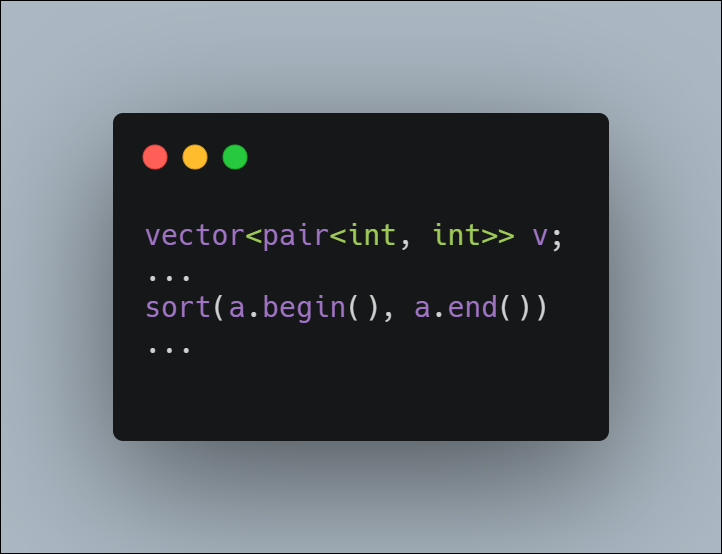 vector<pair<int, int>> v;
...
sort(a.begin(), a.end())
...